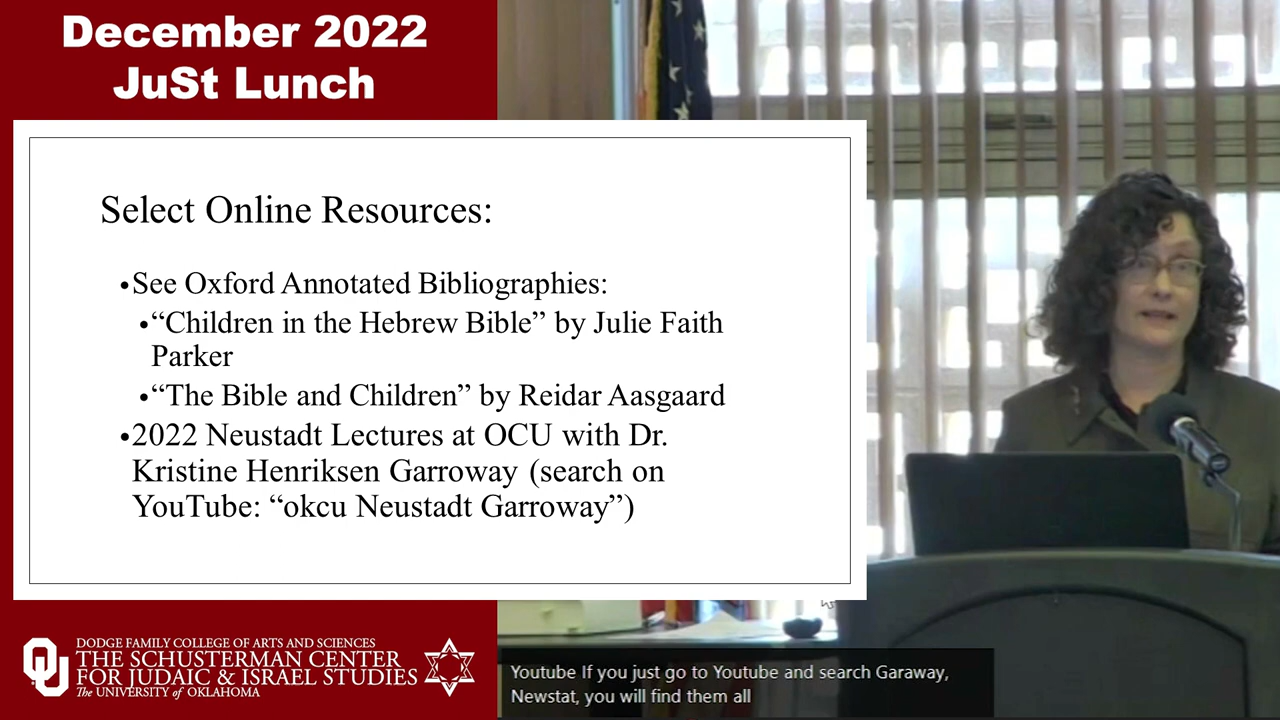 December 2022
JuSt Lunch
Select Online Resources:
•See Oxford Annotated Bibliographies:
•“Children in the Hebrew Bible” by Julie Faith
Parker
•“The Bible and Children” by Reidar Aasgaard
•2022 Neustadt Lectures at OCU with Dr.
Kristine Henriksen Garroway (search on
YouTube: “okcu Neustadt Garroway”)
OU
DODGE FAMILY COLLEGE OF ARTS AND SCIENCES
THE SCHUSTERMAN CENTER
FOR JUDAIC & ISRAEL STUDIES
The UNIVERSITY of OKLAHOMA
Youtube If you just go to Youtube and search Garaway,
Newstat, you will find them all